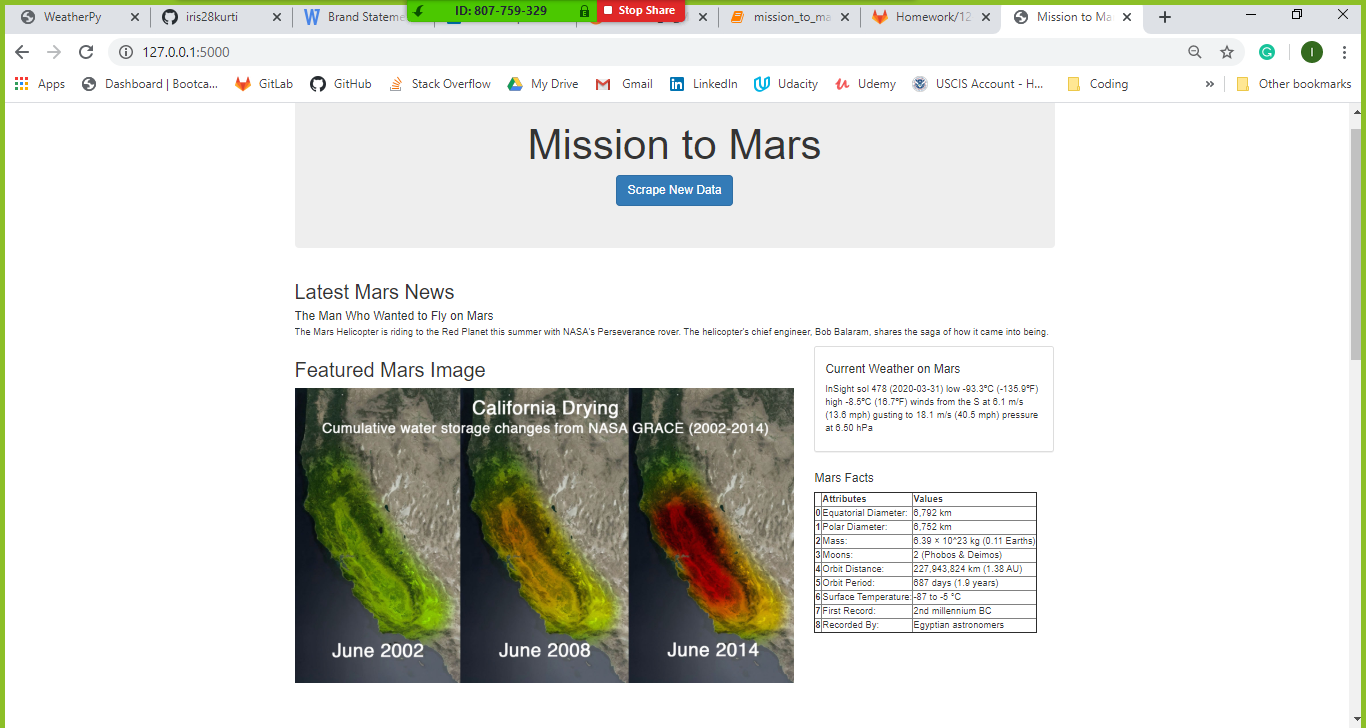 WeatherPy
iris28kurti
Brand Stateme
ID: 807-759-329
Stop Share
mission_to_ma
Homework/12
Mission to Ma
127.0.0.1:5000
I
Apps
Dashboard | Bootca...
GitLab
GitHub
Stack Overflow
My Drive
Gmail
LinkedIn
Udacity
Udemy
USCIS Account - H...
Coding
»
Other bookmarks
Mission to Mars
Scrape New Data
Latest Mars News
The Man Who Wanted to Fly on Mars
The Mars Helicopter is riding to the Red Planet this summer with NASA's Perseverance rover. The helicopter's chief engineer, Bob Balaram, shares the saga of how it came into being.
Featured Mars Image
California Drying
Cumulative water storage changes from NASA GRACE (2002-2014)
June 2002
June 2008
June 2014
Current Weather on Mars
InSight sol 478 (2020-03-31) low -93.3ºC (-135.9ºF)
high -8.5ºC (16.7ºF) winds from the S at 6.1 m/s
(13.6 mph) gusting to 18.1 m/s (40.5 mph) pressure
at 6.50 hPa
Mars Facts
Attributes Values
0 Equatorial Diameter: 6,792 km
1 Polar Diameter: 6,752 km
2 Mass: 6.39 × 10^23 kg (0.11 Earths)
3 Moons: 2 (Phobos & Deimos)
4 Orbit Distance: 227,943,824 km (1.38 AU)
5 Orbit Period: 687 days (1.9 years)
6 Surface Temperature: -87 to -5 °C
7 First Record: 2nd millennium BC
8 Recorded By: Egyptian astronomers